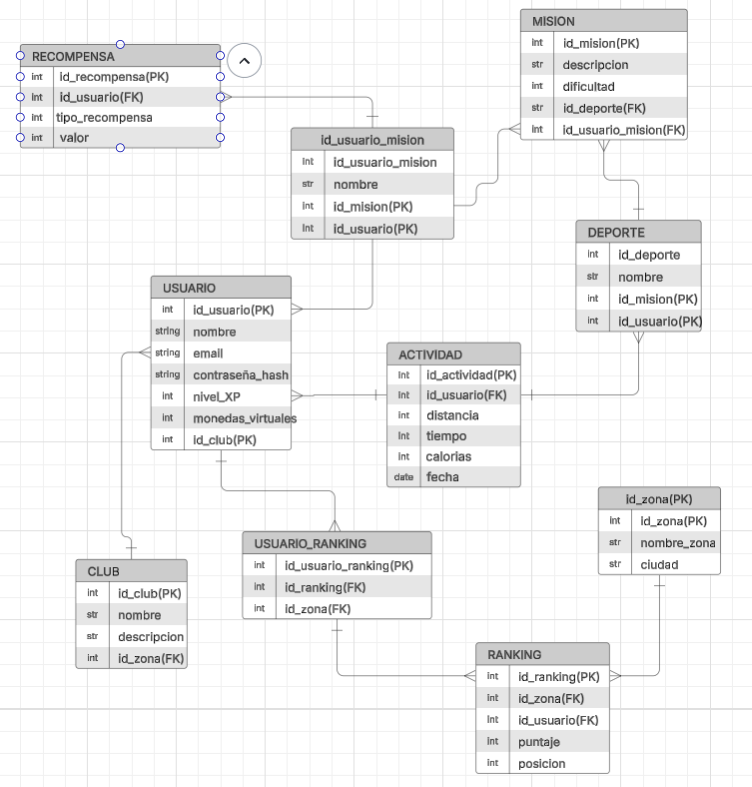 RECOMPENSA
int id_recompensa(PK)
int id_usuario(FK)
int tipo_recompensa
int valor
MISION
int id_mision(PK)
str descripcion
int dificultad
str id_deporte(FK)
int id_usuario_mision(FK)
id_usuario_mision
int id_usuario_mision
str nombre
int id_mision(PK)
int id_usuario(PK)
DEPORTE
int id_deporte
str nombre
int id_mision(PK)
int id_usuario(PK)
USUARIO
int id_usuario(PK)
string nombre
string email
string contraseña_hash
int nivel_XP
int monedas_virtuales
int id_club(PK)
ACTIVIDAD
int id_actividad(PK)
int id_usuario(FK)
int distancia
int tiempo
int calorias
date fecha
id_zona(PK)
int id_zona(PK)
str nombre_zona
str ciudad
USUARIO_RANKING
int id_usuario_ranking(PK)
int id_ranking(FK)
int id_zona(FK)
CLUB
int id_club(PK)
str nombre
str descripcion
int id_zona(FK)
RANKING
int id_ranking(PK)
int id_zona(FK)
int id_usuario(FK)
int puntaje
int posicion